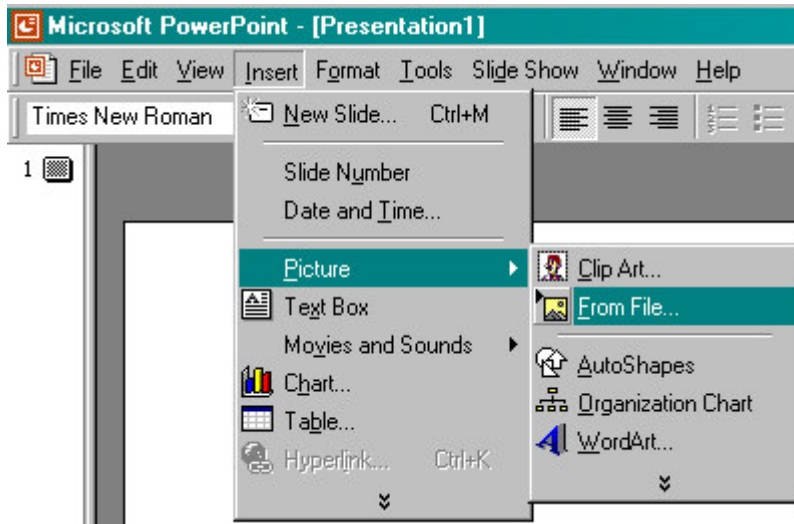 Microsoft PowerPoint - [Presentation1]
File Edit View Insert Format Tools Slide Show Window Help
Times New Roman
New Slide... Ctrl+M
1
Slide Number
Date and Time...
Picture
Clip Art...
Text Box
From File...
Movies and Sounds
AutoShapes
Chart...
Organization Chart
Table...
WordArt...
Hyperlink... Ctrl+K